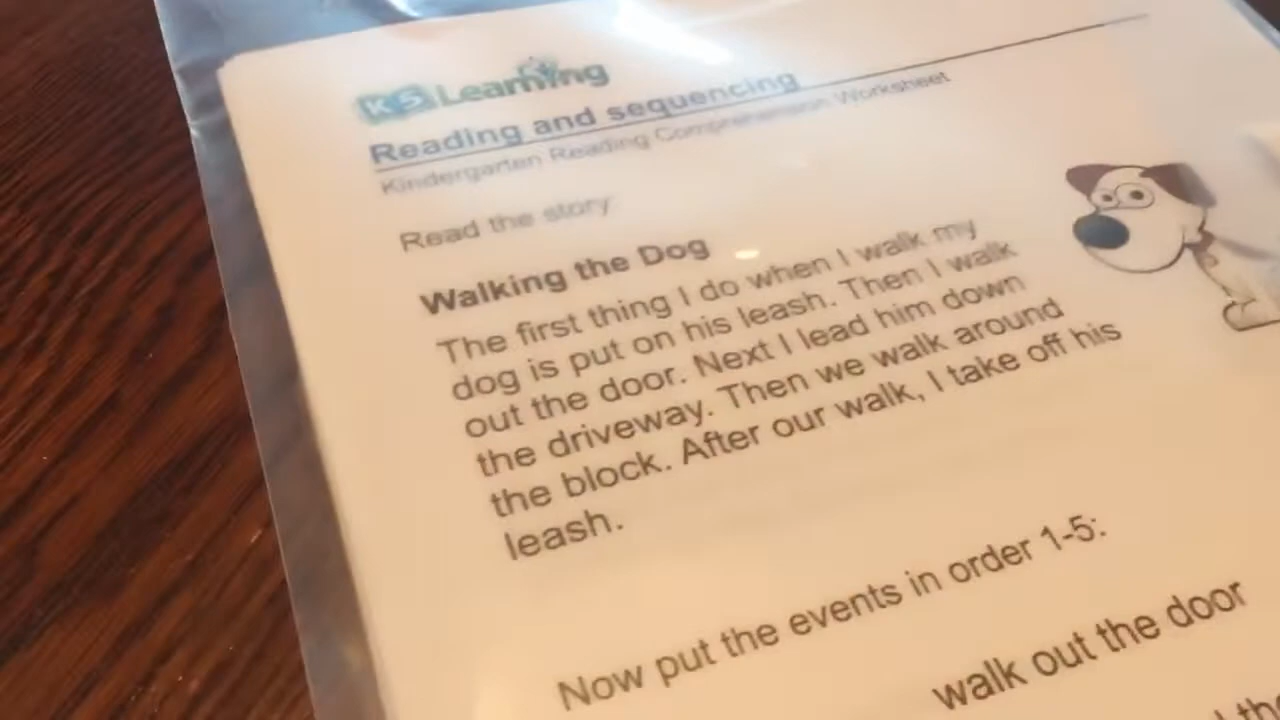 K5 Learning
Reading and sequencing
Kindergarten Reading Comprehension Worksheet
Read the story:
Walking the Dog
The first thing I do when I walk my
dog is put on his leash. Then I walk
out the door. Next I lead him down
the driveway. Then we walk around
the block. After our walk, I take off his
leash.
Now put the events in order 1-5:
walk out the door